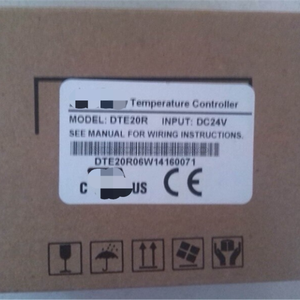 Temperature Controller
MODEL: DTE20R INPUT: DC24V
SEE MANUAL FOR WIRING INSTRUCTIONS.
DTE20R06W14160071
C US CE